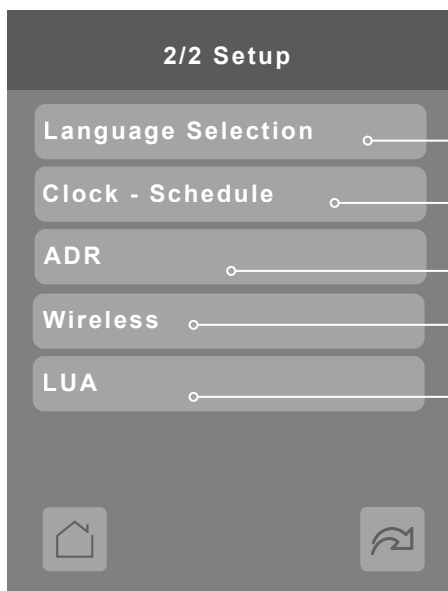 2/2 Setup
Language Selection
Clock - Schedule
ADR
Wireless
LUA